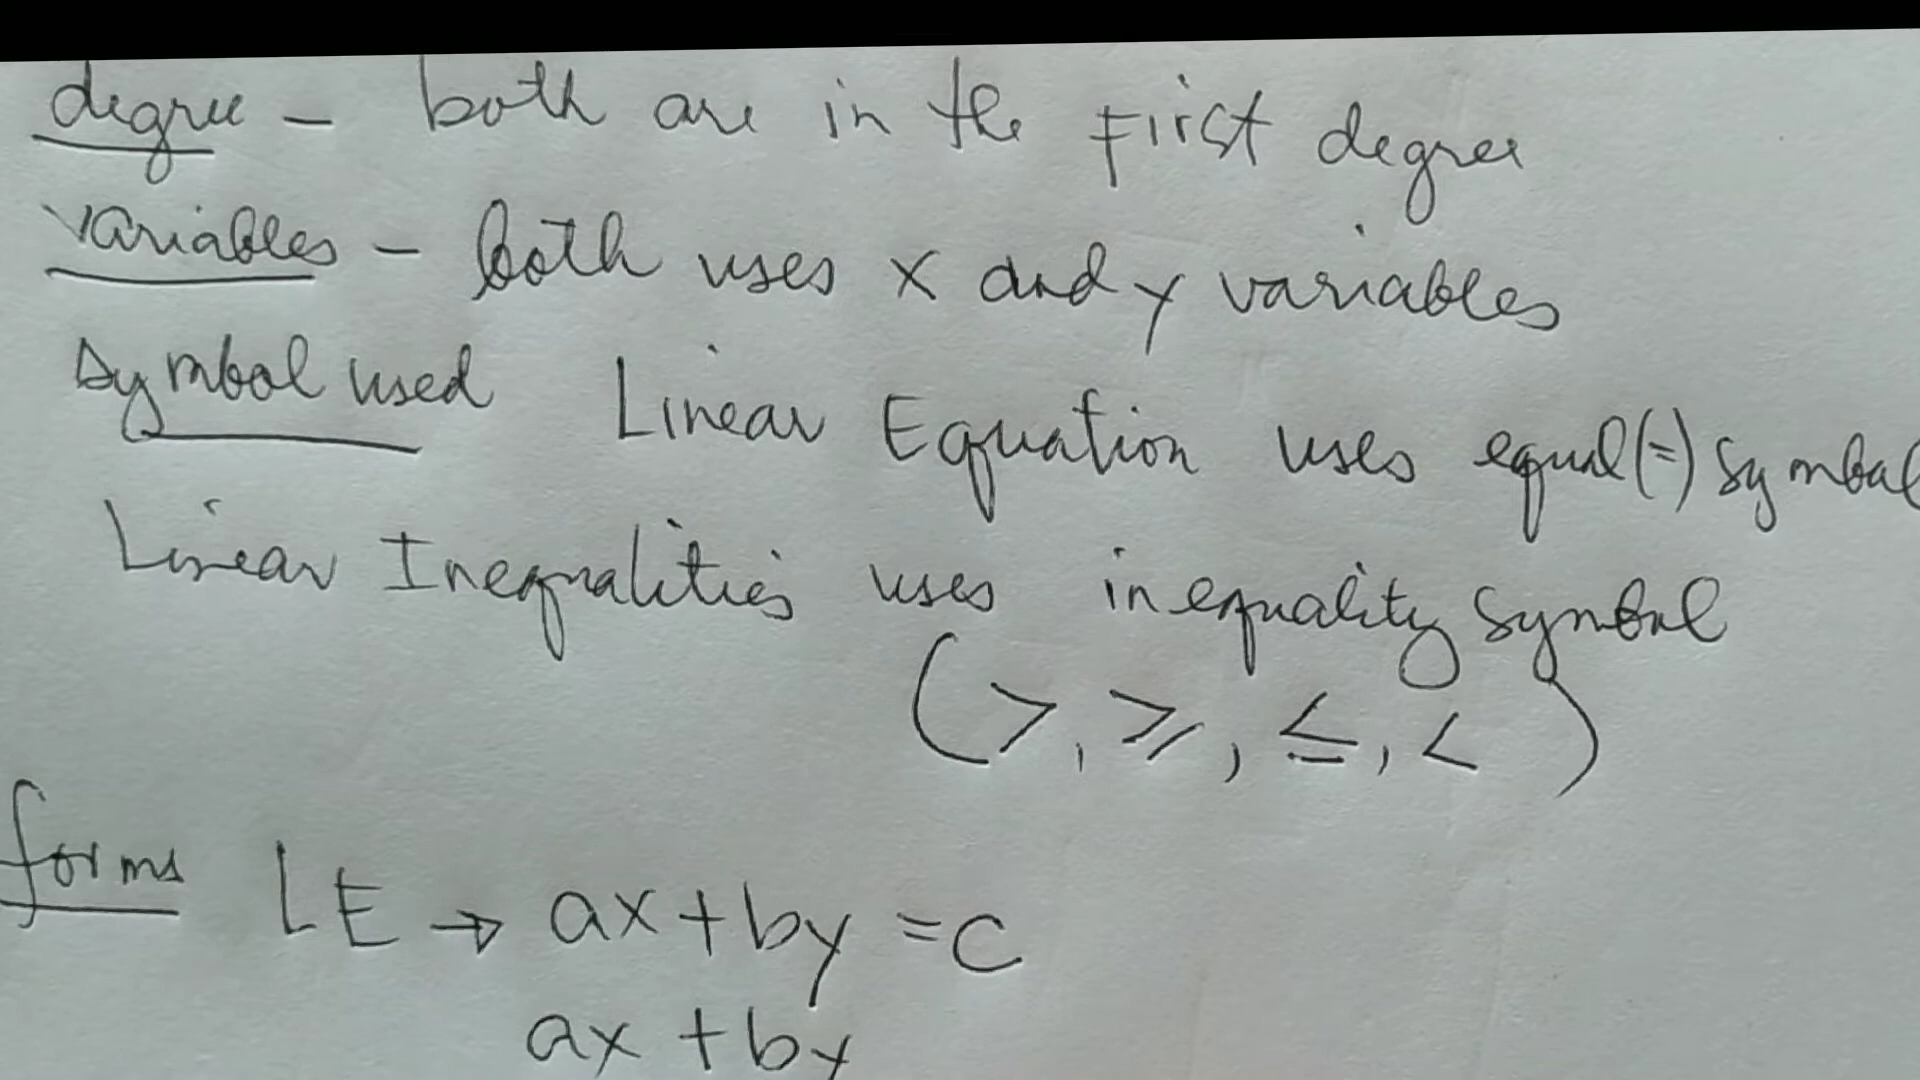 degree - both are in the first degree
variables - both uses x and y variables
symbol used Linear Equation uses equal (=) symbol
Linear Inequalities uses inequality symbol
(>, ≥, ≤, <)
forms LE → ax + by = c
ax + by